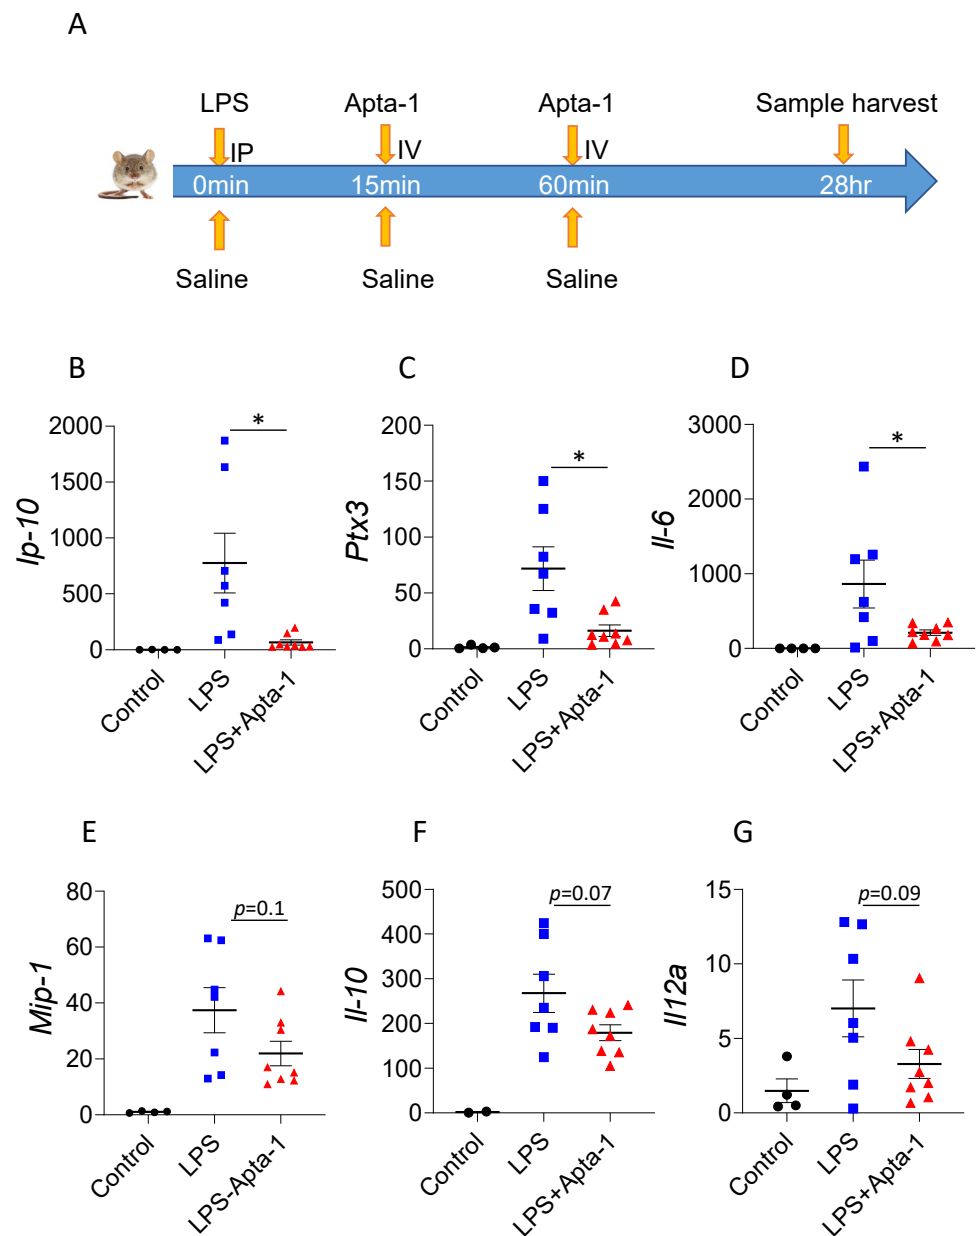 A
LPS Apta-1 Apta-1 Sample harvest
IP IV IV
0min 15min 60min 28hr
Saline Saline Saline
B C D
Ip-10
2000
1500
1000
500
0
*
Control LPS LPS+Apta-1
Ptx3
200
150
100
50
0
*
Control LPS LPS+Apta-1
Il-6
3000
2000
1000
0
*
Control LPS LPS+Apta-1
E F G
Mip-1
80
60
40
20
0
p=0.1
Control LPS LPS-Apta-1
Il-10
500
400
300
200
100
0
p=0.07
Control LPS LPS+Apta-1
Il12a
15
10
5
0
p=0.09
Control LPS LPS+Apta-1